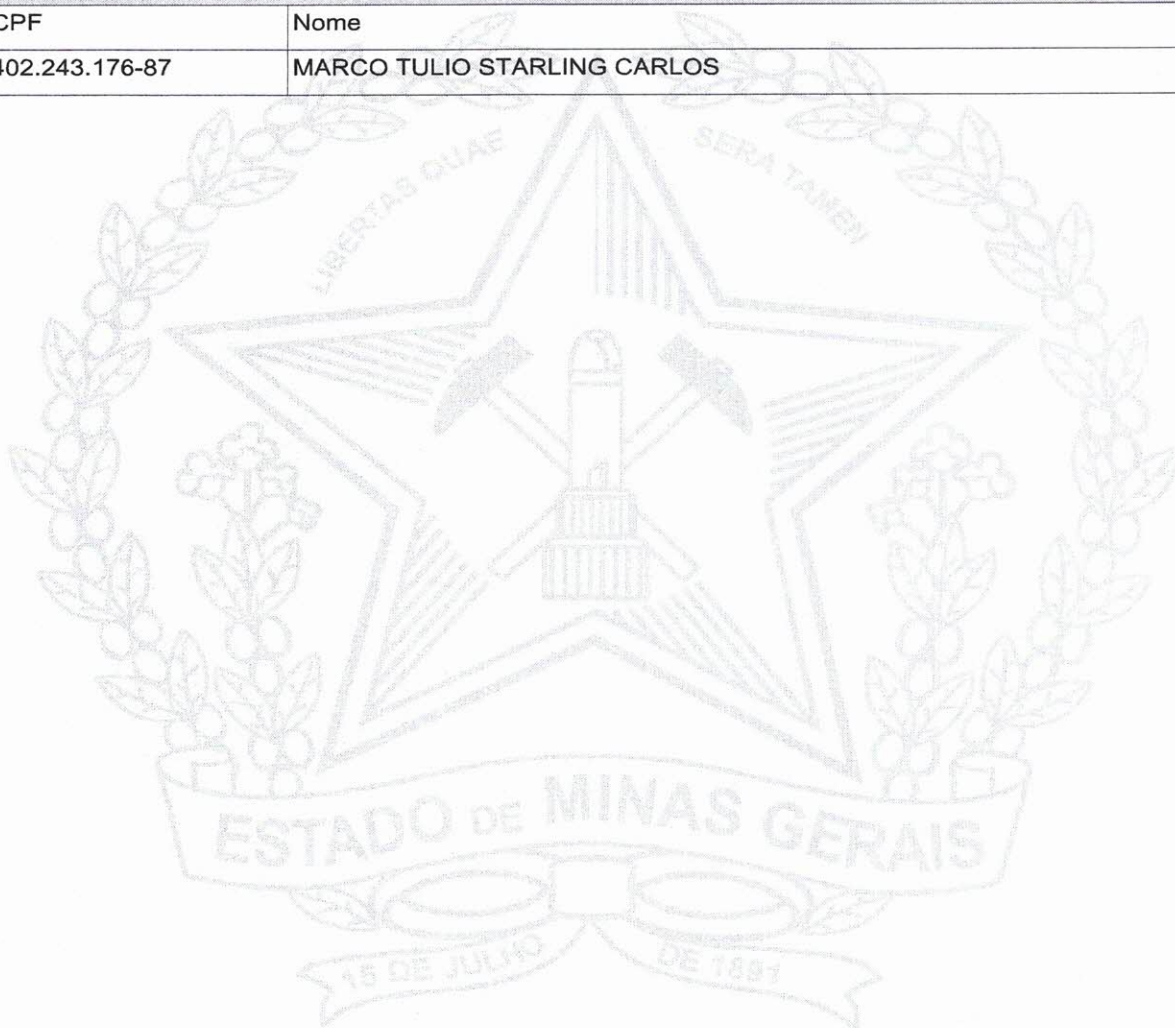 CPF Nome
402.243.176-87 MARCO TULIO STARLING CARLOS
LIBERTAS QUAE SERA TAMEN
ESTADO DE MINAS GERAIS
15 DE JULHO DE 1891